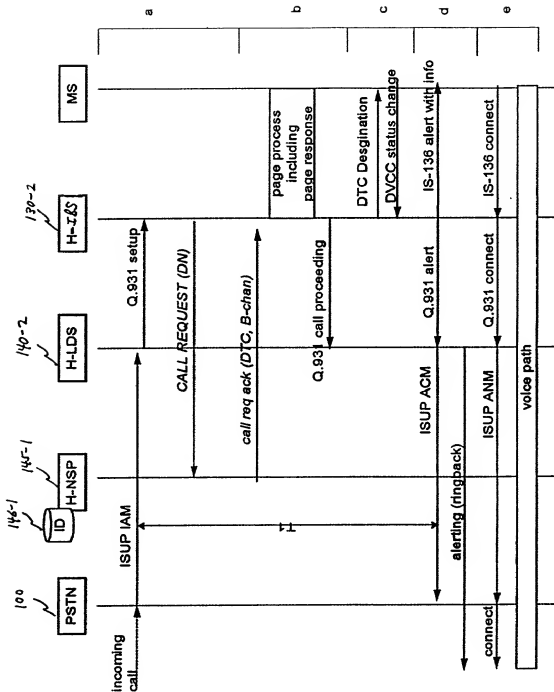 100
146-1
145-1
140-2
130-2
PSTN
ID
H-NSP
H-LDS
H-IBS
MS
incoming
call
ISUP IAM
Q.931 setup
a
CALL REQUEST (DN)
call req ack (DTC, B-chan)
page process
including
page response
b
Q.931 call proceeding
DTC Desgination
c
DVCC status change
T1
ISUP ACM
Q.931 alert
IS-136 alert with info
d
alerting (ringback)
connect
ISUP ANM
Q.931 connect
IS-136 connect
e
voice path